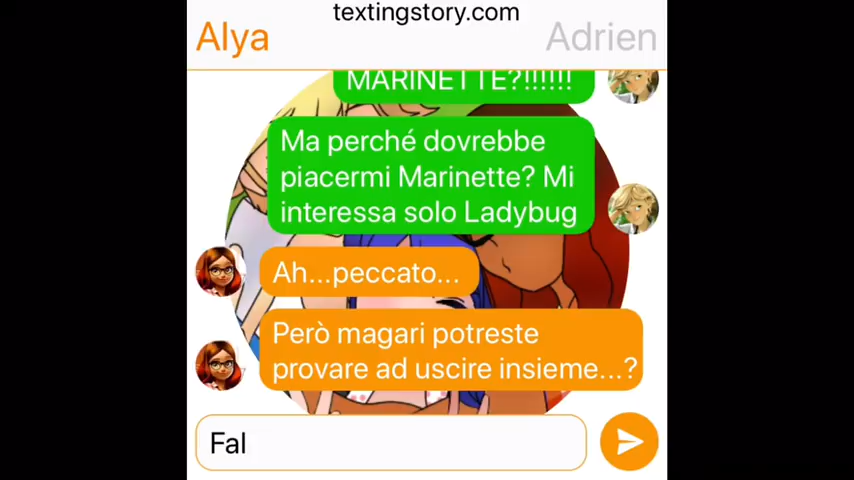 textingstory.com
Alya
Adrien
MARINETTE?!!!!!!
Ma perché dovrebbe
piacermi Marinette? Mi
interessa solo Ladybug
Ah...peccato...
Però magari potreste
provare ad uscire insieme...?
Fal